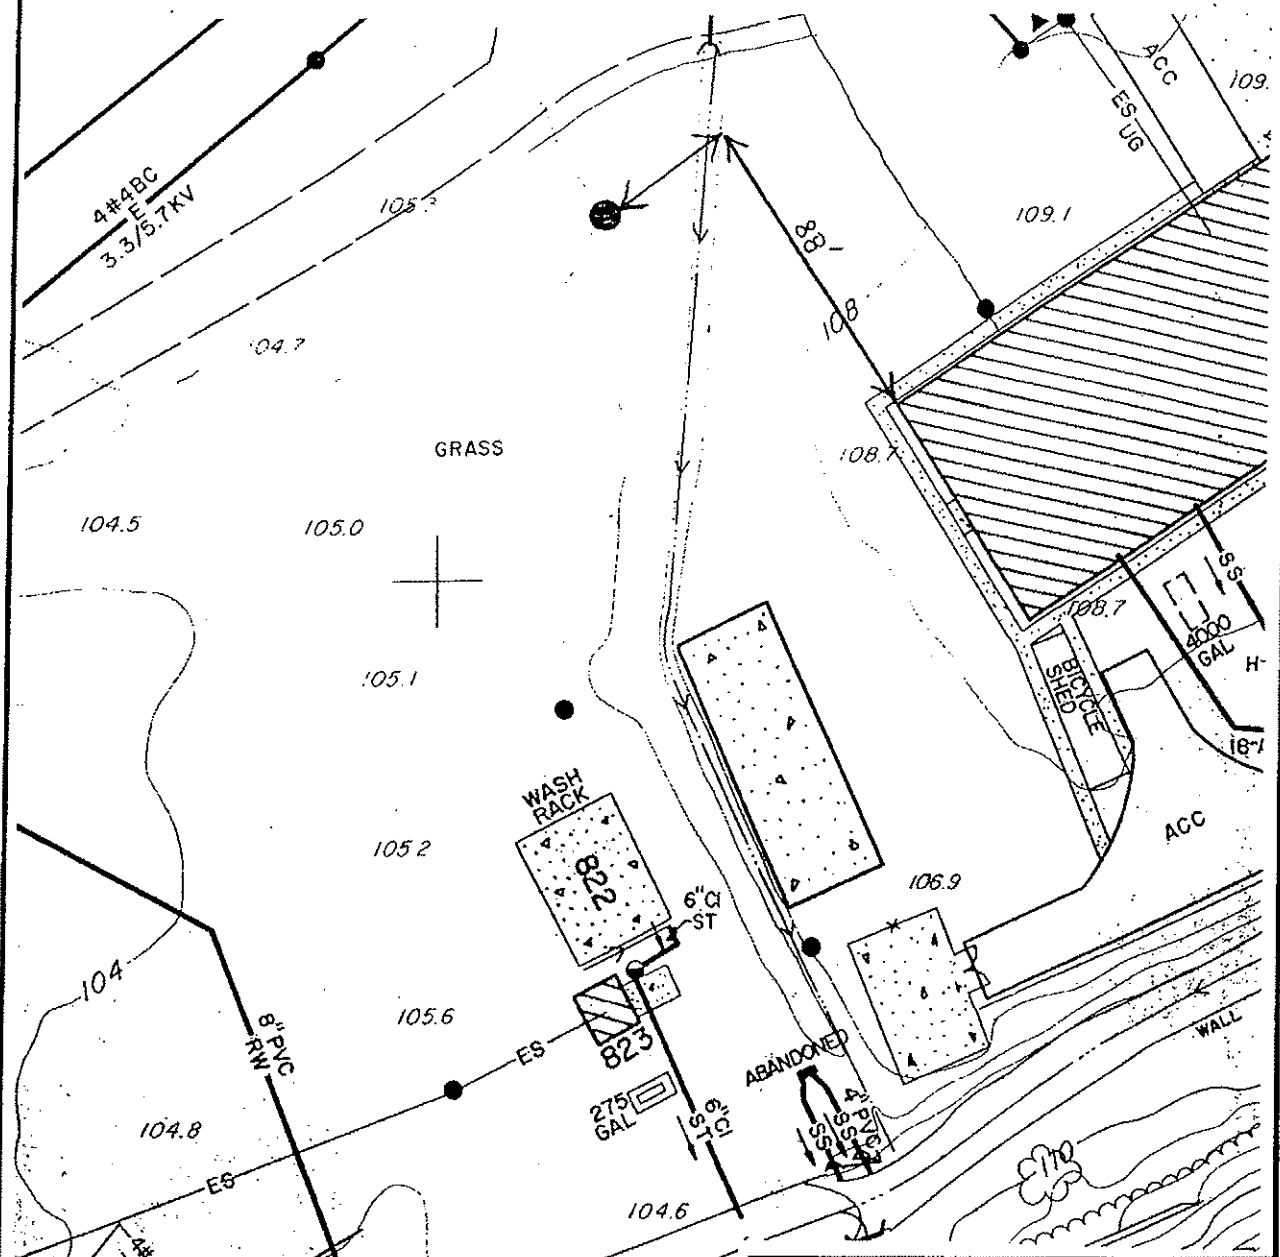 ACC
109.
ES
UG
4#4BC
E
3.3/5.7KV
105.3
109.1
88
108
104.7
GRASS
108.7
104.5
105.0
SS
108.7
4000
GAL
H-
BICYCLE
SHED
105.1
18-
WASH
RACK
822
ACC
105.2
106.9
6"CI
ST
104
105.6
8"PVC
RW
ES
823
WALL
ABANDONED
275
GAL
6"CI
ST
4"PVC
SS
SS
104.8
ES
104.6
4#